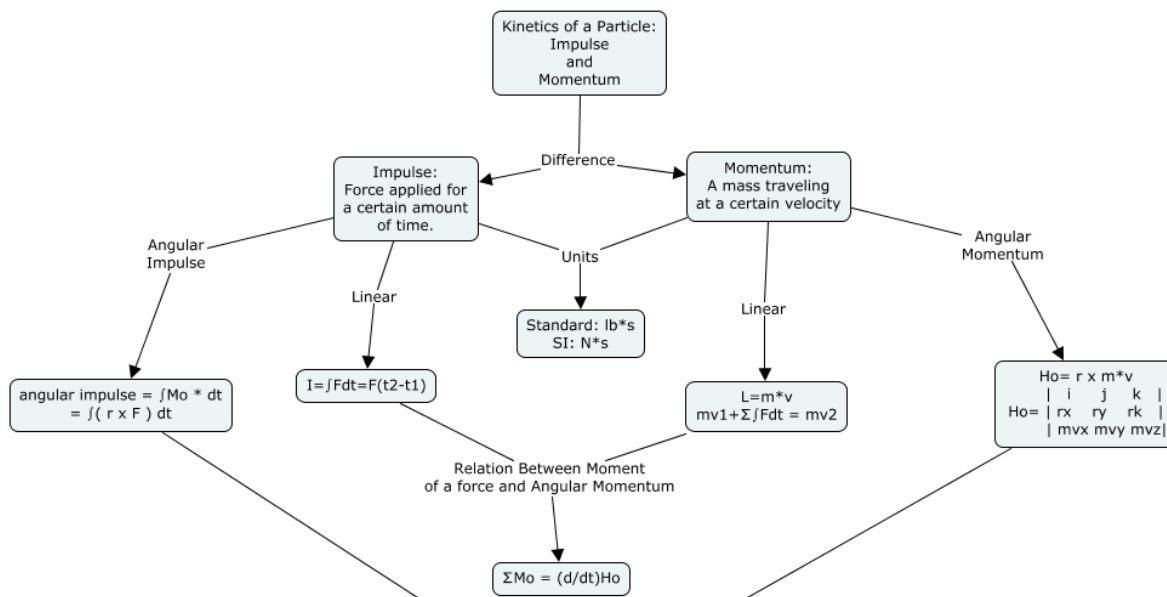 Kinetics of a Particle:
Impulse
and
Momentum
Difference
Impulse:
Force applied for
a certain amount
of time.
Momentum:
A mass traveling
at a certain velocity
Angular
Impulse
Linear
Units
Linear
Angular
Momentum
Standard: lb*s
SI: N*s
angular impulse = ∫Mo * dt
= ∫( r x F ) dt
I=∫Fdt=F(t2-t1)
L=m*v
mv1+Σ∫Fdt = mv2
Ho= r x m*v
| i j k |
Ho= | rx ry rk |
| mvx mvy mvz|
Relation Between Moment
of a force and Angular Momentum
ΣMo = (d/dt)Ho